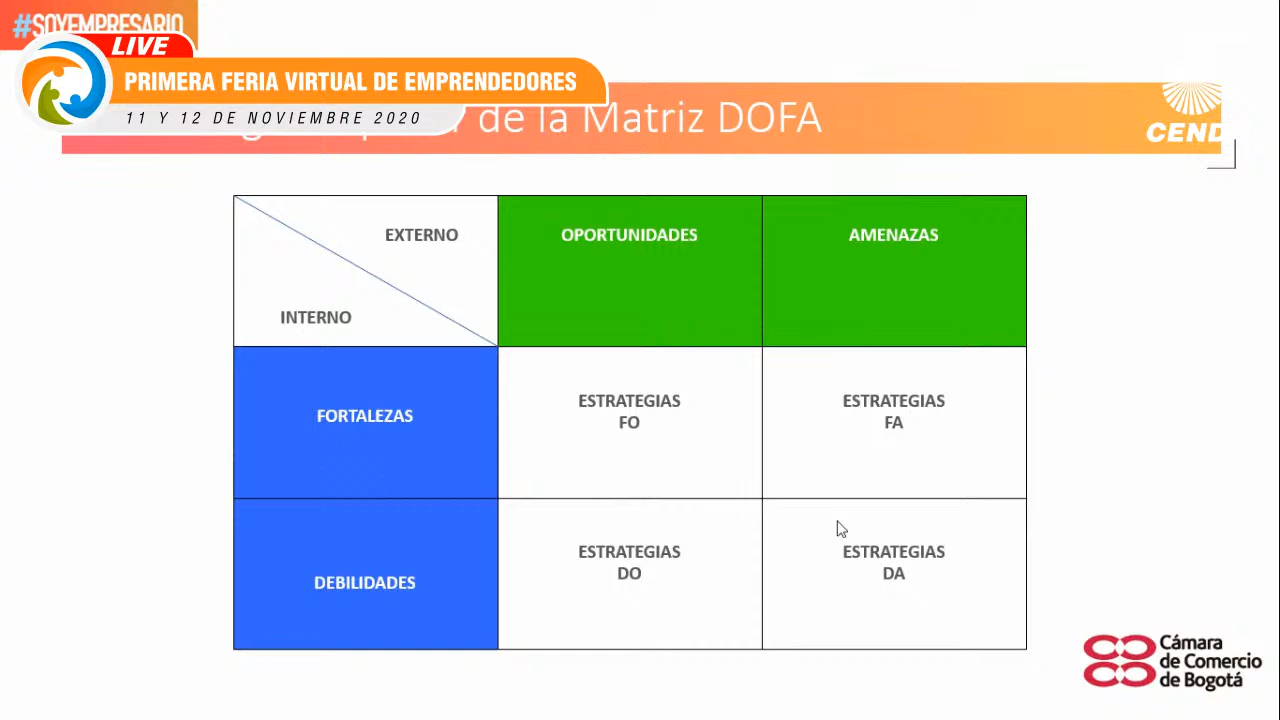 #SOYEMPRESARIO
LIVE
PRIMERA FERIA VIRTUAL DE EMPRENDEDORES
11 Y 12 DE NOVIEMBRE 2020
de la Matriz DOFA
CEND
EXTERNO
INTERNO
OPORTUNIDADES
AMENAZAS
FORTALEZAS
ESTRATEGIAS
FO
ESTRATEGIAS
FA
DEBILIDADES
ESTRATEGIAS
DO
ESTRATEGIAS
DA
Cámara
de Comercio
de Bogotá